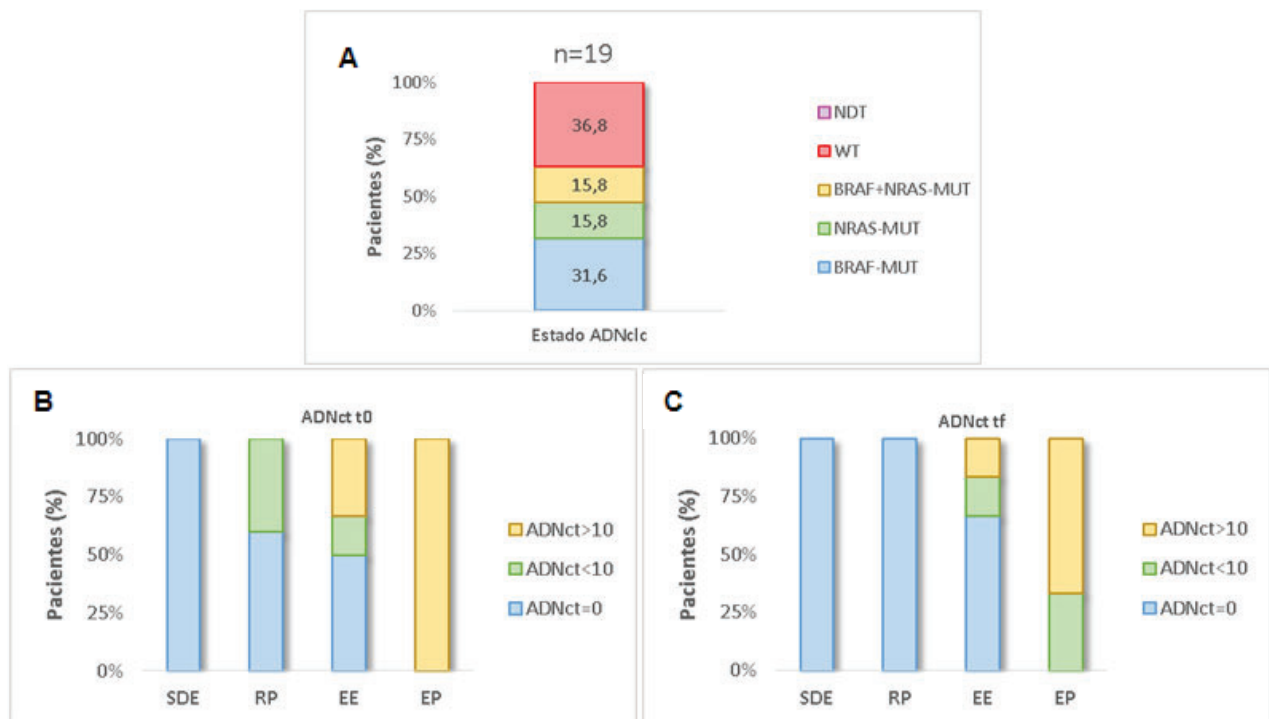 A
n=19
Pacientes (%)
100%
75%
50%
25%
0%
36,8
15,8
15,8
31,6
Estado ADNclc
NDT
WT
BRAF+NRAS-MUT
NRAS-MUT
BRAF-MUT
B
ADNct t0
Pacientes (%)
100%
75%
50%
25%
0%
SDE RP EE EP
ADNct>10
ADNct<10
ADNct=0
C
ADNct tf
Pacientes (%)
100%
75%
50%
25%
0%
SDE RP EE EP
ADNct>10
ADNct<10
ADNct=0